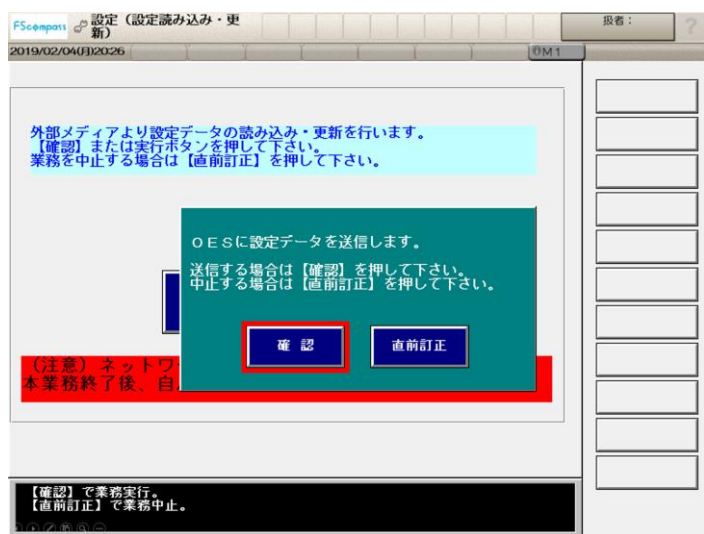 FScompass 設定（設定読み込み・更
新）
扱者：
?
2019/02/04(月)20:26
M1
外部メディアより設定データの読み込み・更新を行います。
【確認】または実行ボタンを押して下さい。
業務を中止する場合は【直前訂正】を押して下さい。
ＯＥＳに設定データを送信します。
送信する場合は【確認】を押して下さい。
中止する場合は【直前訂正】を押して下さい。
確 認
直前訂正
（注意）ネットワ
本業務終了後、自
【確認】で業務実行。
【直前訂正】で業務中止。